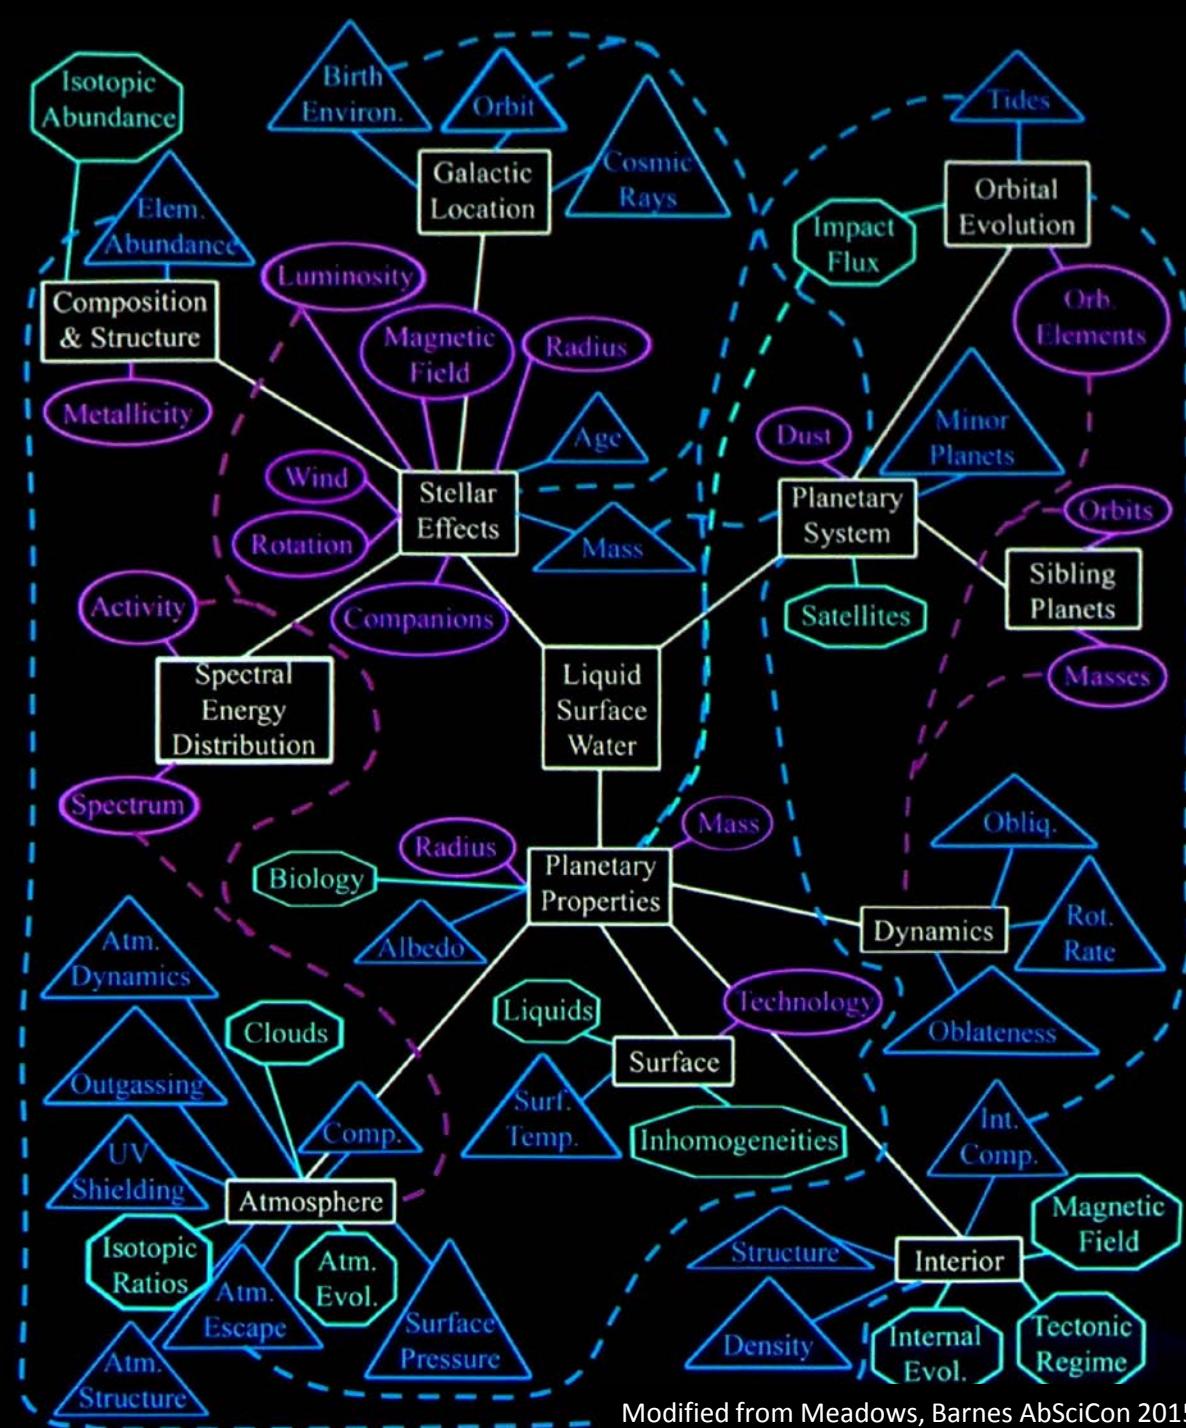 Isotopic
Abundance
Birth
Environ.
Orbit
Tides
Galactic
Location
Cosmic
Rays
Orbital
Evolution
Elem.
Abundance
Impact
Flux
Luminosity
Composition
& Structure
Magnetic
Field
Radius
Orb.
Elements
Metallicity
Age
Dust
Minor
Planets
Wind
Stellar
Effects
Planetary
System
Orbits
Rotation
Mass
Sibling
Planets
Activity
Companions
Satellites
Spectral
Energy
Distribution
Liquid
Surface
Water
Masses
Spectrum
Radius
Mass
Obliq.
Biology
Planetary
Properties
Albedo
Dynamics
Rot.
Rate
Atm.
Dynamics
Technology
Liquids
Clouds
Oblateness
Surface
Outgassing
Comp.
Surf.
Temp.
Inhomogeneities
Int.
Comp.
UV
Shielding
Atmosphere
Magnetic
Field
Isotopic
Ratios
Atm.
Evol.
Structure
Interior
Atm.
Escape
Surface
Pressure
Density
Internal
Evol.
Tectonic
Regime
Atm.
Structure
Modified from Meadows, Barnes AbSciCon 2015